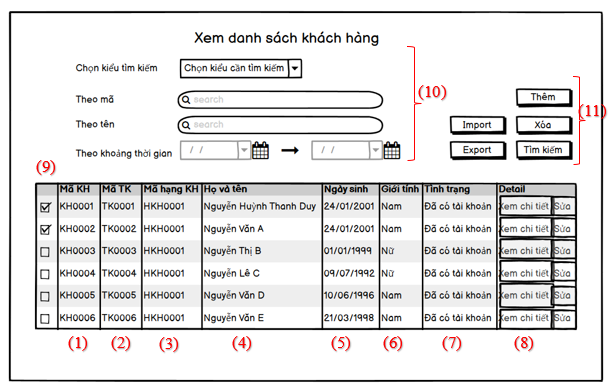 Xem danh sách khách hàng
Chọn kiểu tìm kiếm Chọn kiểu cần tìm kiếm
(10)
Theo mã search Thêm
(11)
Theo tên search Import Xóa
Theo khoảng thời gian / / / / Export Tìm kiếm
(9)
Mã KH Mã TK Mã hạng KH Họ và tên Ngày sinh Giới tính Tình trạng Detail
KH0001 TK0001 HKH0001 Nguyễn Huỳnh Thanh Duy 24/01/2001 Nam Đã có tài khoản Xem chi tiết Sửa
KH0002 TK0002 HKH0001 Nguyễn Văn A 24/01/2001 Nam Đã có tài khoản Xem chi tiết Sửa
KH0003 TK0003 HKH0001 Nguyễn Thị B 01/01/1999 Nữ Đã có tài khoản Xem chi tiết Sửa
KH0004 TK0004 HKH0001 Nguyễn Lê C 09/07/1992 Nữ Đã có tài khoản Xem chi tiết Sửa
KH0005 TK0005 HKH0001 Nguyễn Văn D 10/06/1996 Nam Đã có tài khoản Xem chi tiết Sửa
KH0006 TK0006 HKH0001 Nguyễn Văn E 21/03/1998 Nam Đã có tài khoản Xem chi tiết Sửa
(1) (2) (3) (4) (5) (6) (7) (8)